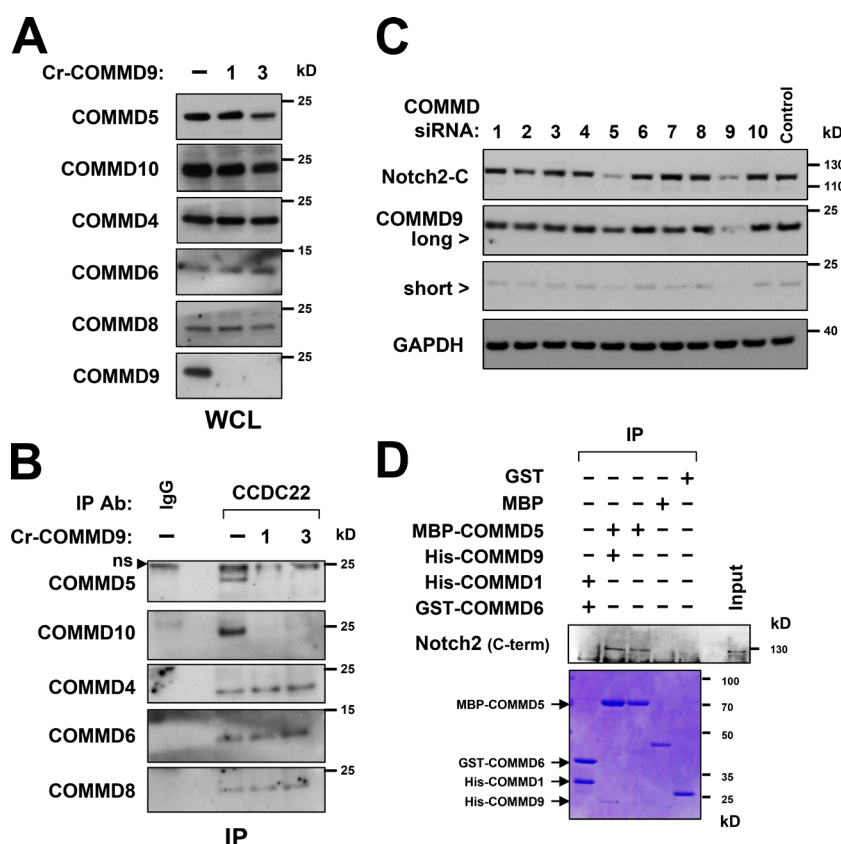 A
Cr-COMMD9: – 1 3 kD
COMMD5 25
COMMD10 25
COMMD4 25
COMMD6 15
COMMD8 25
COMMD9 25
WCL
B
IP Ab: IgG CCDC22
Cr-COMMD9: – – 1 3 kD
ns 25
COMMD5
COMMD10 25
COMMD4 25
COMMD6 15
COMMD8 25
IP
C
COMMD
siRNA: 1 2 3 4 5 6 7 8 9 10 Control kD
Notch2-C 130
110
COMMD9 25
long >
short > 25
GAPDH 40
D
IP
GST – – – – +
MBP – – – + –
MBP-COMMD5 – + + – –
His-COMMD9 – + – – –
His-COMMD1 + – – – –
GST-COMMD6 + – – – –
Input
kD
Notch2 (C-term) 130
100
MBP-COMMD5 70
50
GST-COMMD6
His-COMMD1 35
His-COMMD9 25
kD